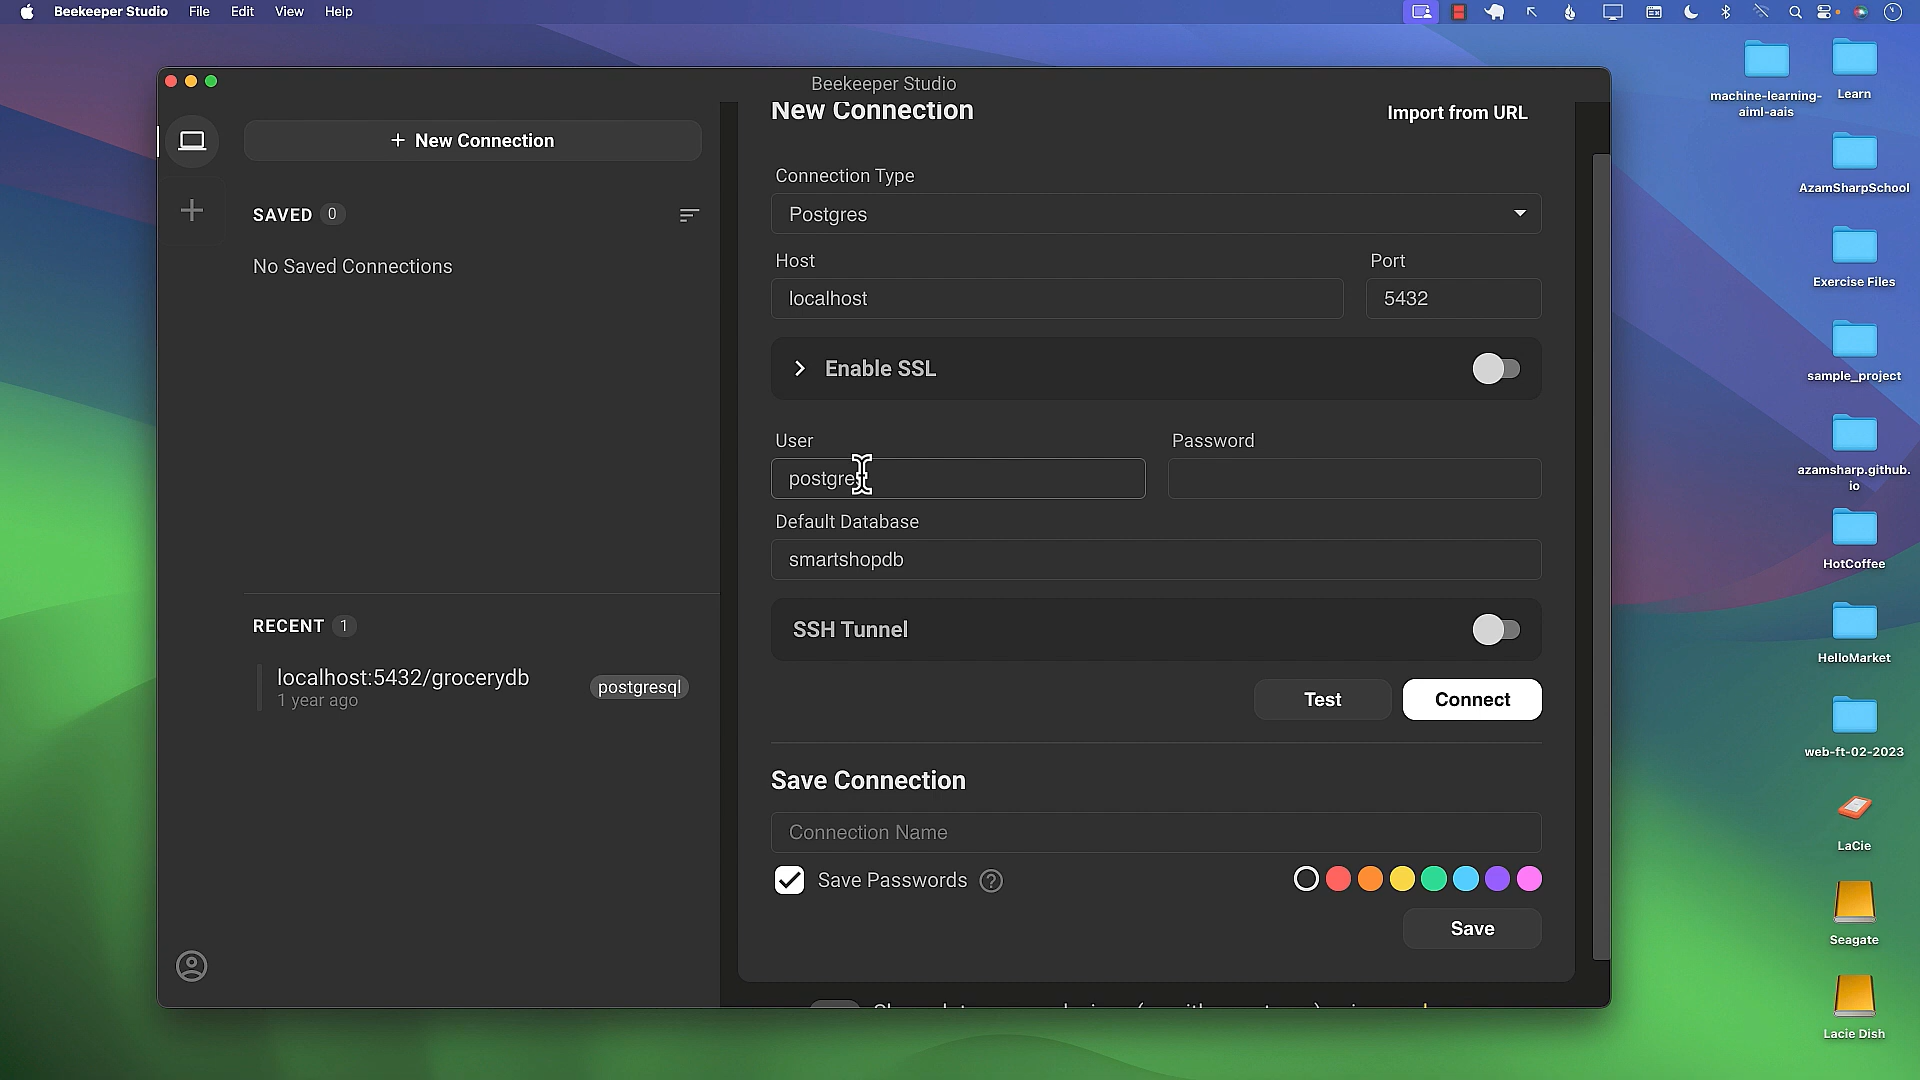 Beekeeper Studio File Edit View Help
Beekeeper Studio
New Connection
SAVED 0
No Saved Connections
RECENT 1
localhost:5432/grocerydb
1 year ago
postgresql
New Connection
Import from URL
Connection Type
Postgres
Host
Port
localhost
5432
Enable SSL
User
Password
postgres
Default Database
smartshopdb
SSH Tunnel
Test
Connect
Save Connection
Connection Name
Save Passwords ?
Save
machine-learning-
aiml-aais
Learn
AzamSharpSchool
Exercise Files
sample_project
azamsharp.github.
io
HotCoffee
HelloMarket
web-ft-02-2023
LaCie
Seagate
Lacie Dish